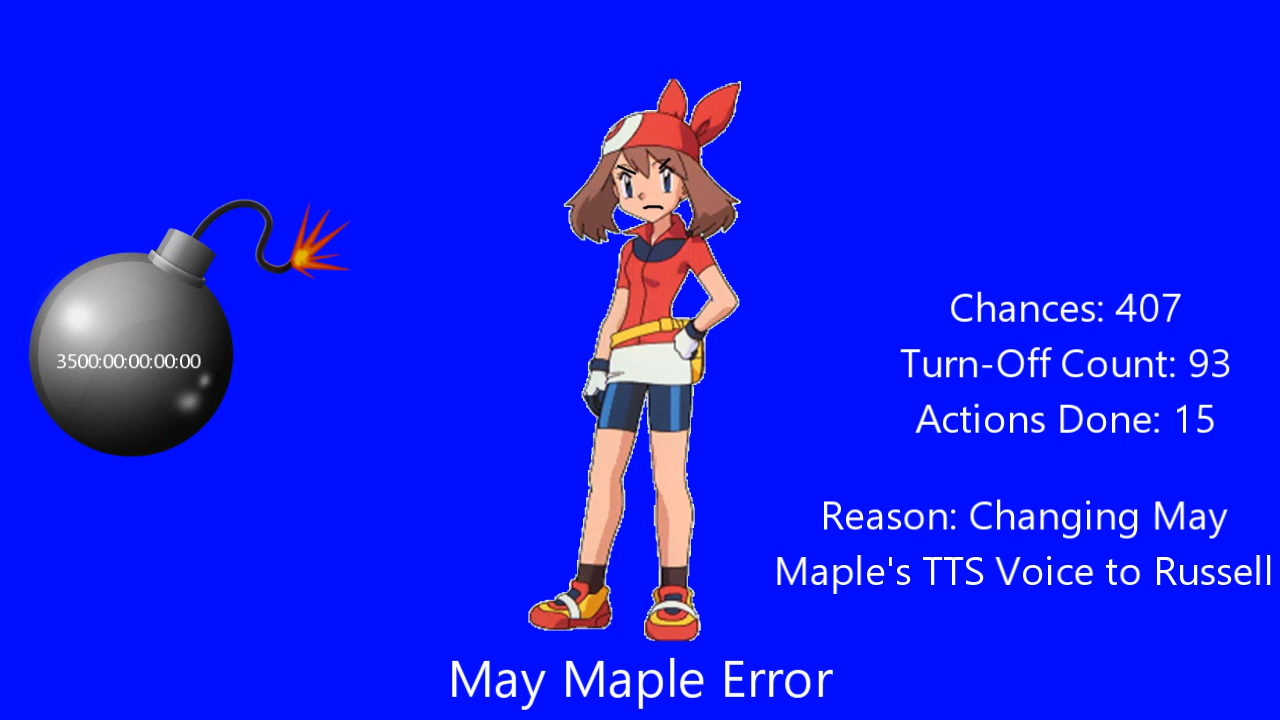 3500:00:00:00:00
Chances: 407
Turn-Off Count: 93
Actions Done: 15
Reason: Changing May
Maple's TTS Voice to Russell
May Maple Error